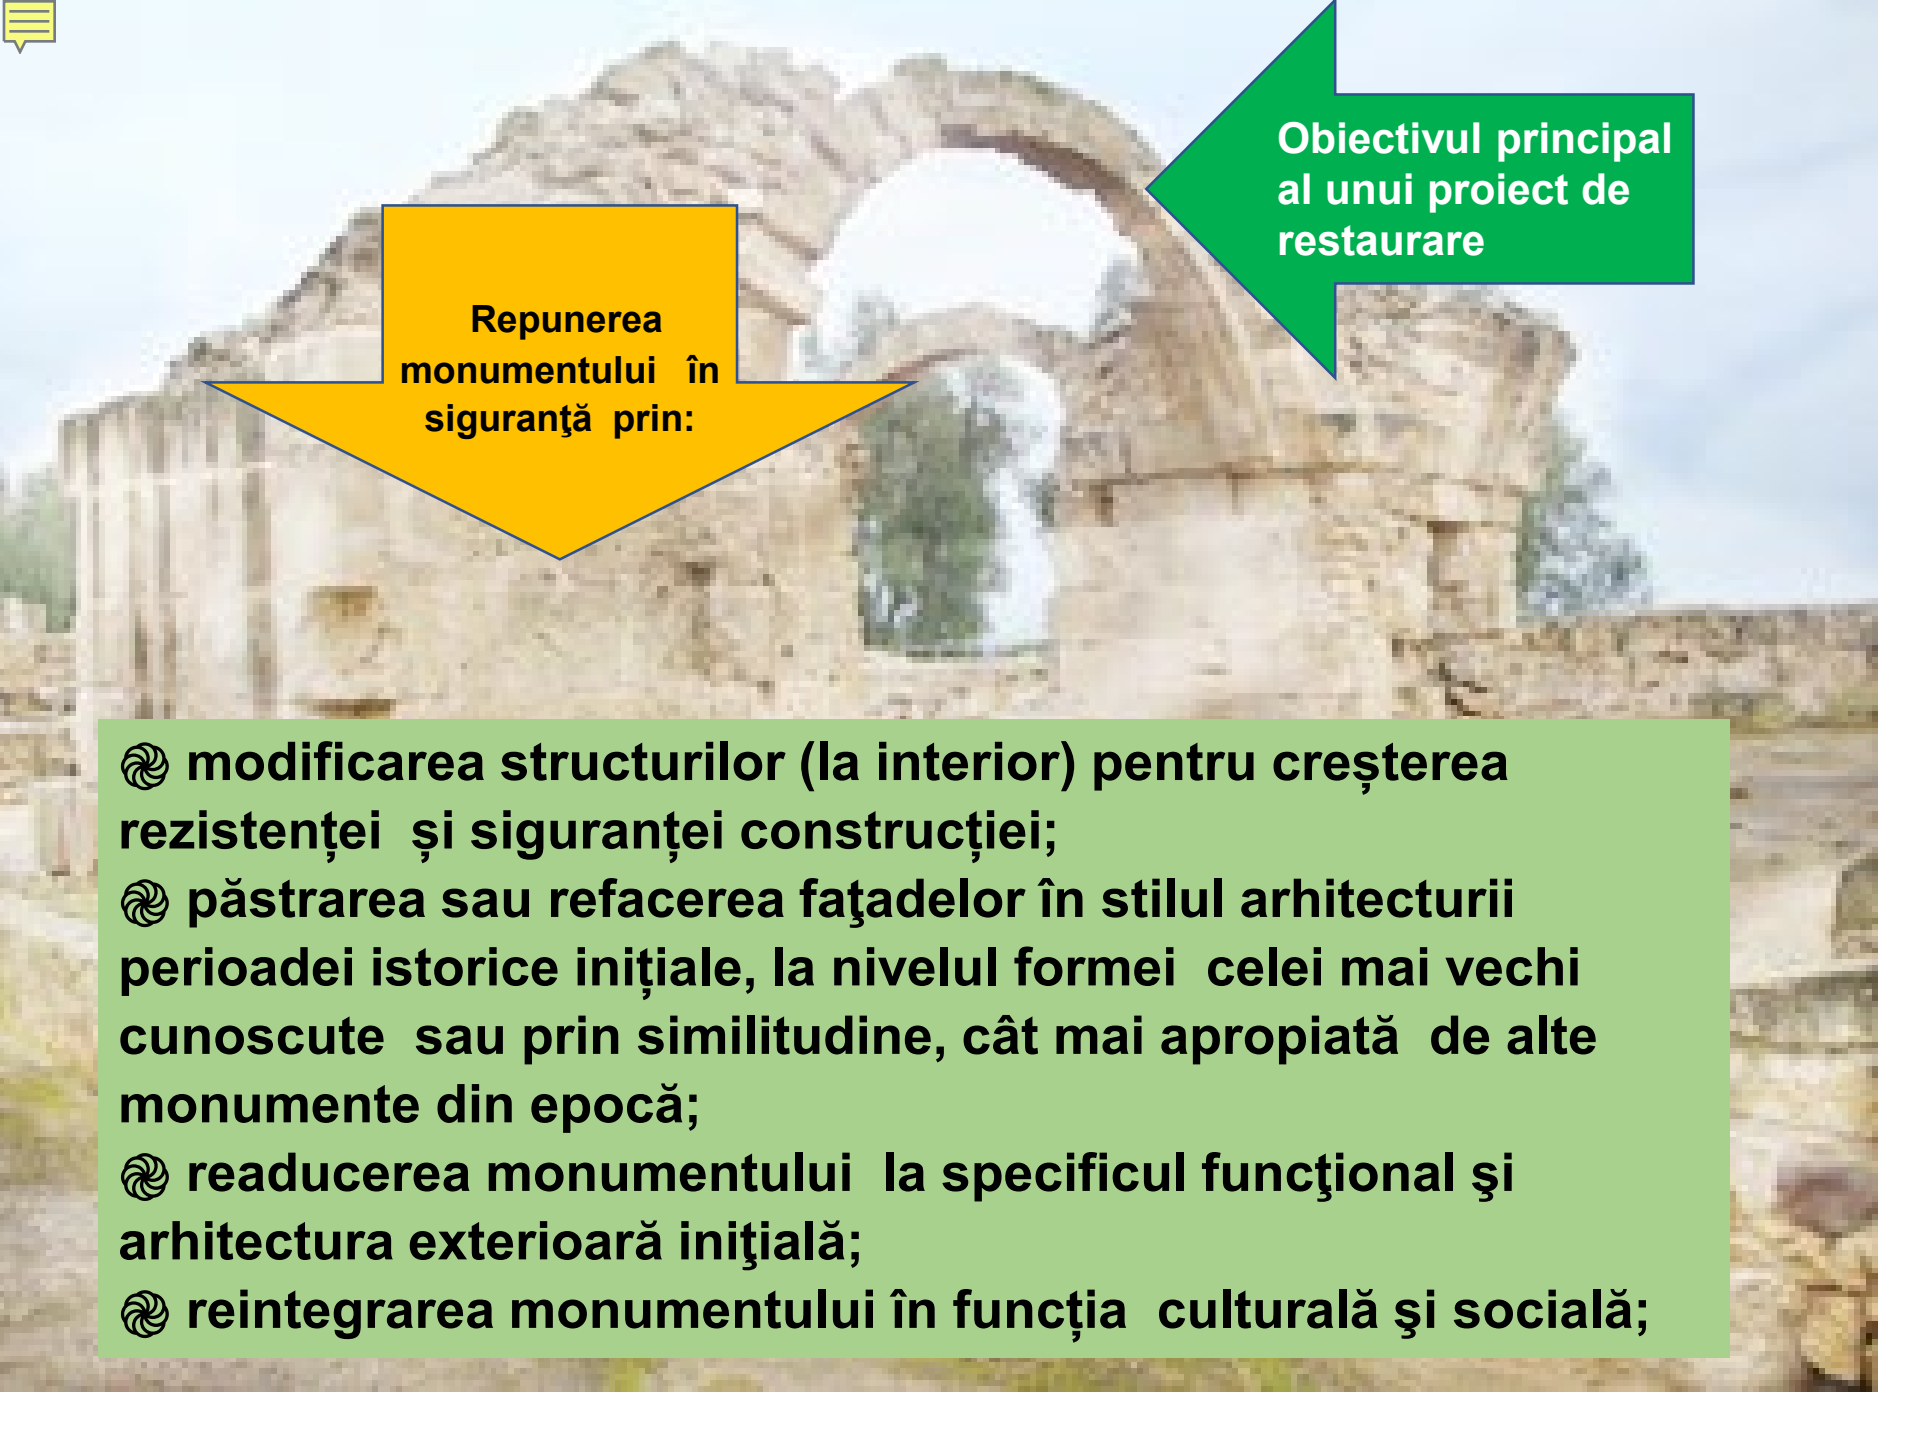 Obiectivul principal
al unui proiect de
restaurare
Repunerea
monumentului în
siguranţă prin:
֎ modificarea structurilor (la interior) pentru creșterea
rezistenței și siguranței construcției;
֎ păstrarea sau refacerea faţadelor în stilul arhitecturii
perioadei istorice inițiale, la nivelul formei celei mai vechi
cunoscute sau prin similitudine, cât mai apropiată de alte
monumente din epocă;
֎ readucerea monumentului la specificul funcţional şi
arhitectura exterioară iniţială;
֎ reintegrarea monumentului în funcția culturală şi socială;